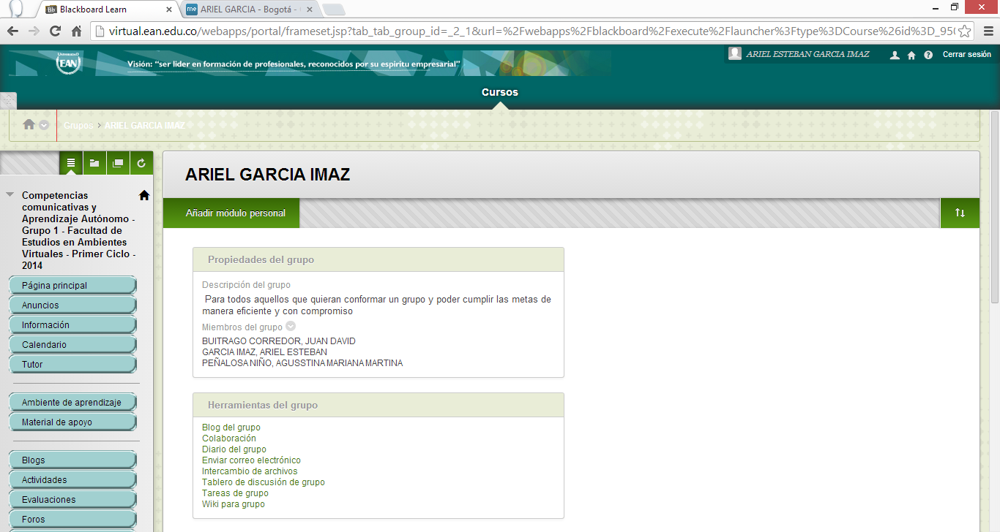 Blackboard Learn
ARIEL GARCIA - Bogotá -
virtual.ean.edu.co/webapps/portal/frameset.jsp?tab_tab_group_id=_2_1&url=%2Fwebapps%2Fblackboard%2Fexecute%2Flauncher%3Ftype%3DCourse%26id%3D_950
UNIVERSIDAD
EAN
Visión: "ser lider en formación de profesionales, reconocidos por su espiritu empresarial"
ARIEL ESTEBAN GARCIA IMAZ
Cerrar sesión
Cursos
Grupos > ARIEL GARCIA IMAZ
Competencias
comunicativas y
Aprendizaje Autónomo -
Grupo 1 - Facultad de
Estudios en Ambientes
Virtuales - Primer Ciclo -
2014
Página principal
Anuncios
Información
Calendario
Tutor
Ambiente de aprendizaje
Material de apoyo
Blogs
Actividades
Evaluaciones
Foros
ARIEL GARCIA IMAZ
Añadir módulo personal
Propiedades del grupo
Descripción del grupo
Para todos aquellos que quieran conformar un grupo y poder cumplir las metas de
manera eficiente y con compromiso
Miembros del grupo
BUITRAGO CORREDOR, JUAN DAVID
GARCIA IMAZ, ARIEL ESTEBAN
PEÑALOSA NIÑO, AGUSSTINA MARIANA MARTINA
Herramientas del grupo
Blog del grupo
Colaboración
Diario del grupo
Enviar correo electrónico
Intercambio de archivos
Tablero de discusión de grupo
Tareas de grupo
Wiki para grupo